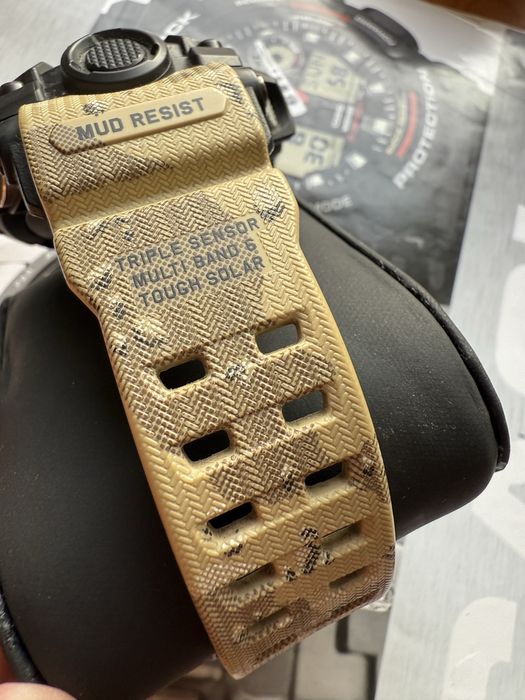 MUD RESIST
TRIPLE SENSOR
MULTI BAND 6
TOUGH SOLAR
PROTECTION